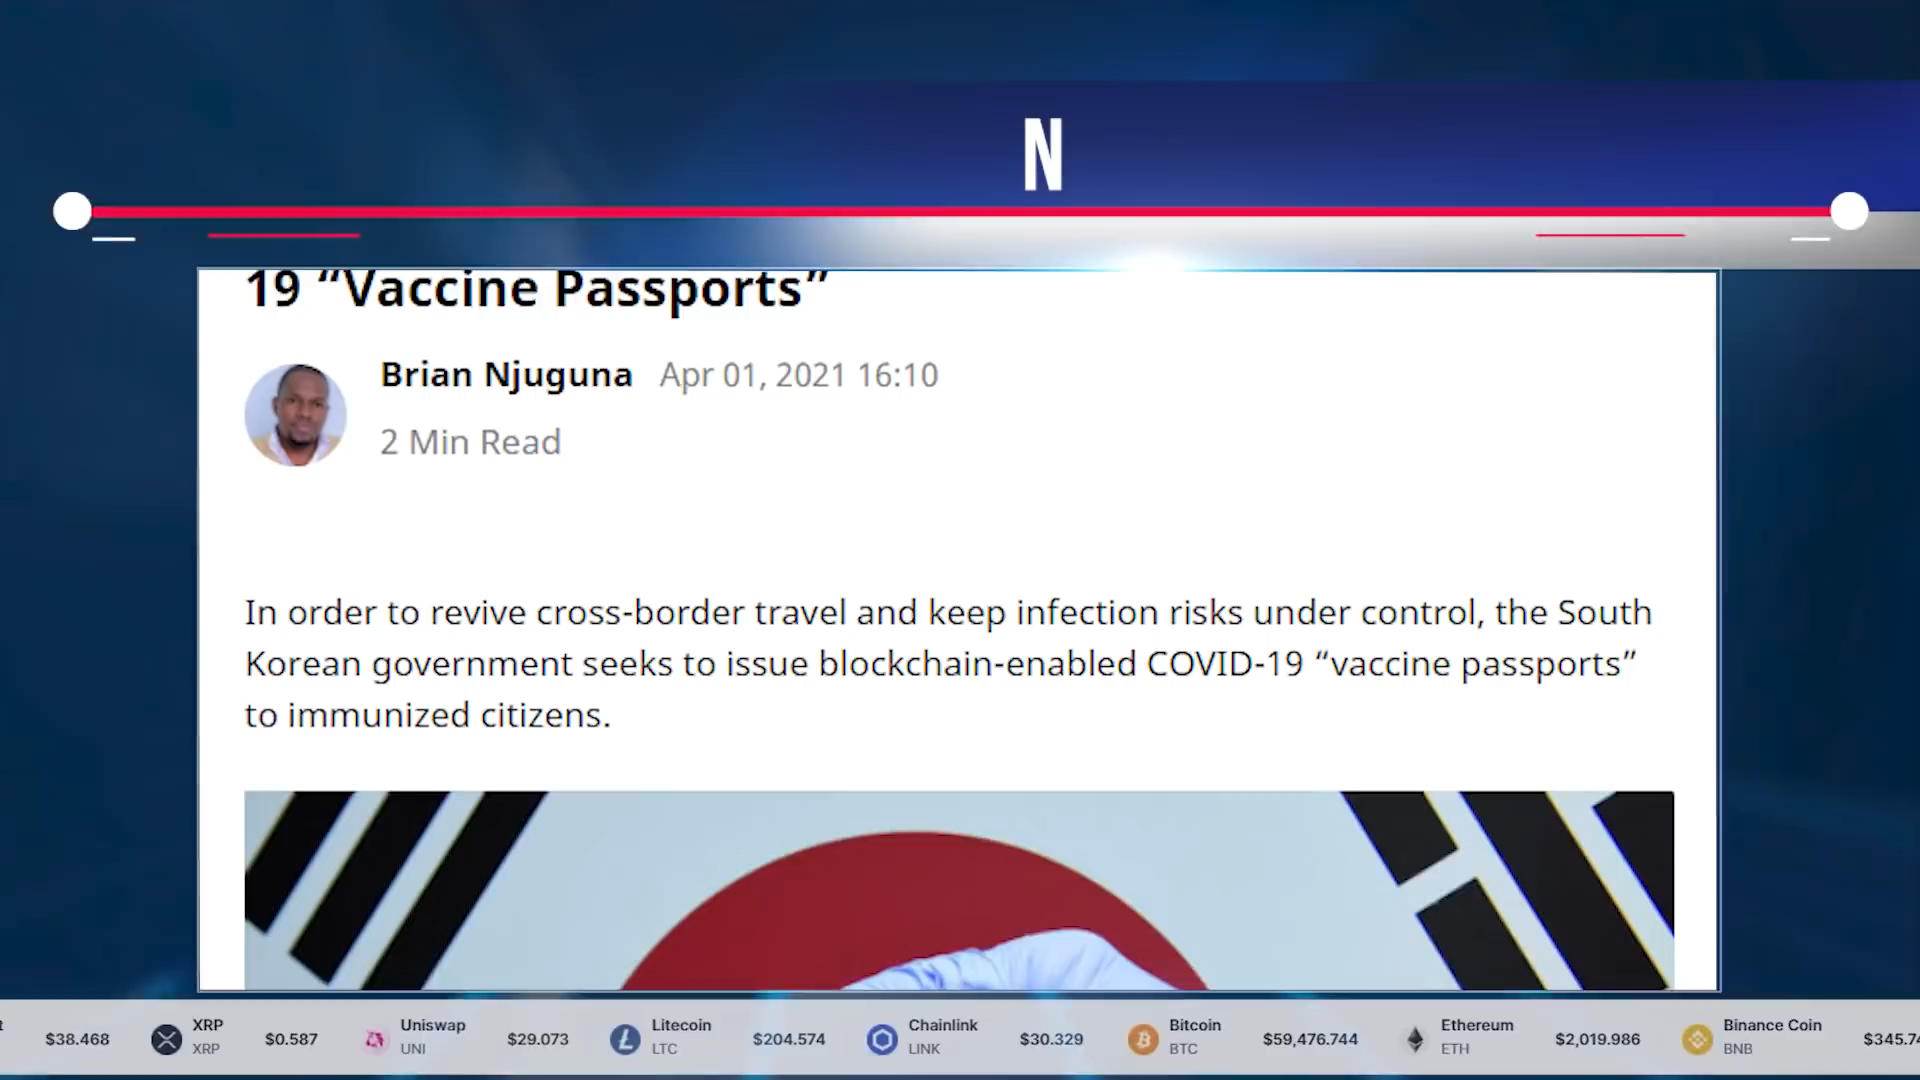 N
19 “Vaccine Passports”
Brian Njuguna Apr 01, 2021 16:10
2 Min Read
In order to revive cross-border travel and keep infection risks under control, the South
Korean government seeks to issue blockchain-enabled COVID-19 “vaccine passports”
to immunized citizens.
t $38.468 XRP XRP $0.587 Uniswap UNI $29.073 Litecoin LTC $204.574 Chainlink LINK $30.329 Bitcoin BTC $59,476.744 Ethereum ETH $2,019.986 Binance Coin BNB $345.74